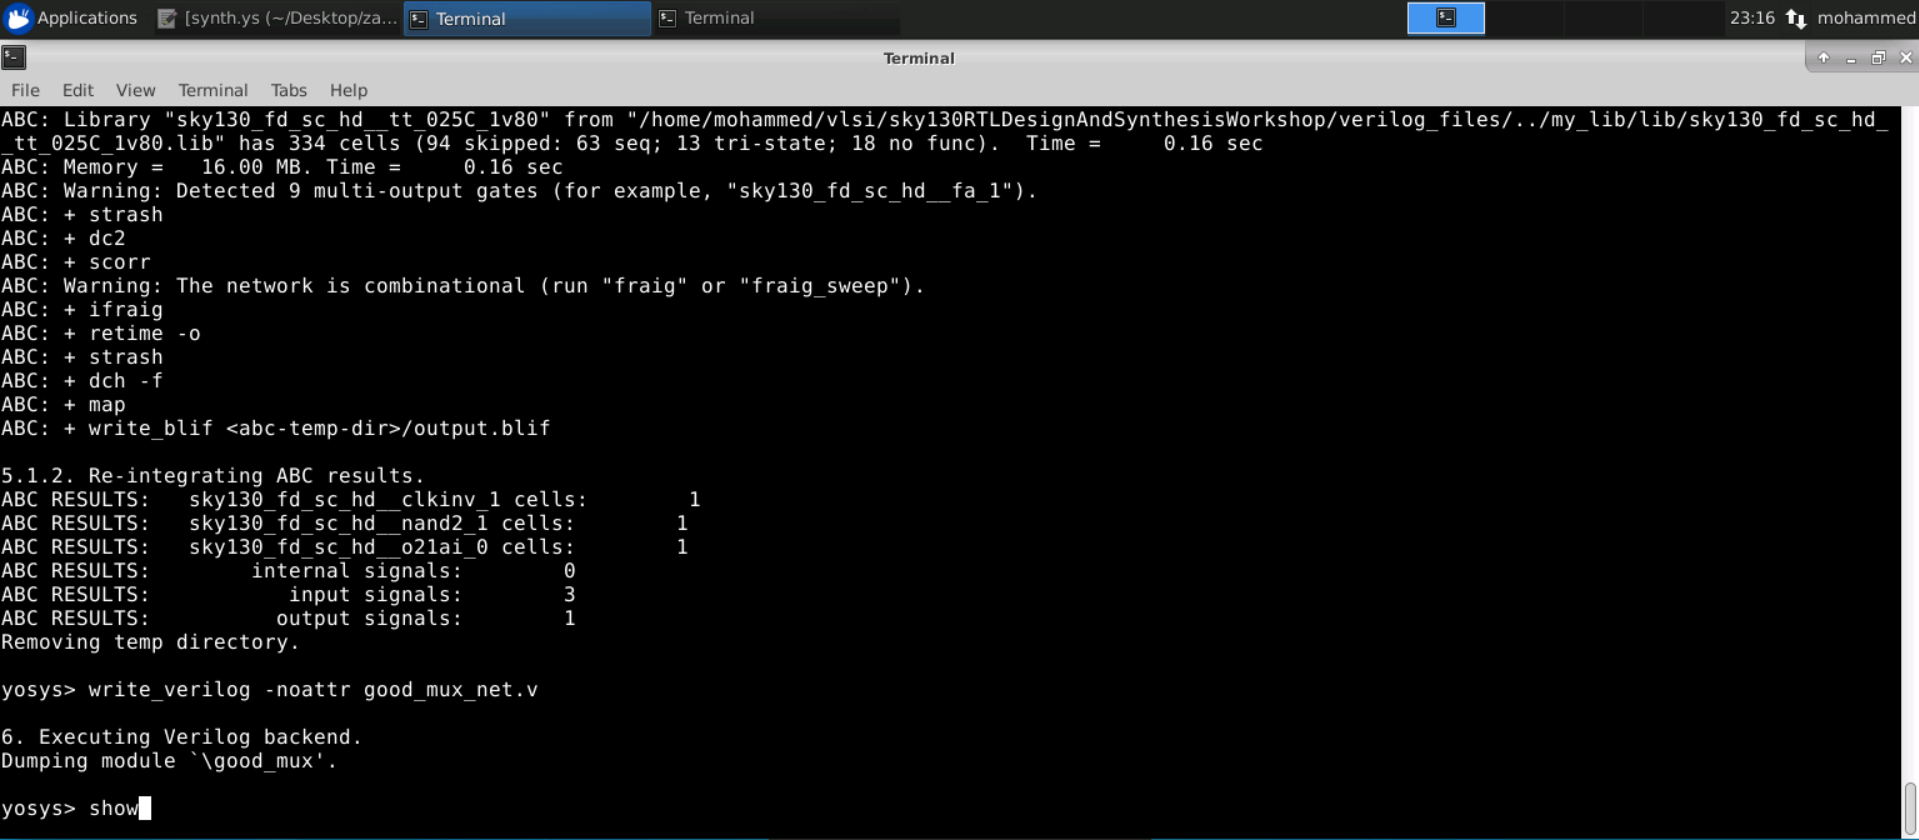 Applications
[synth.ys (~/Desktop/za...
Terminal
Terminal
23:16
mohammed
Terminal
File Edit View Terminal Tabs Help
ABC: Library "sky130_fd_sc_hd__tt_025C_1v80" from "/home/mohammed/vlsi/sky130RTLDesignAndSynthesisWorkshop/verilog_files/../my_lib/lib/sky130_fd_sc_hd_
_tt_025C_1v80.lib" has 334 cells (94 skipped: 63 seq; 13 tri-state; 18 no func).  Time =     0.16 sec
ABC: Memory =   16.00 MB. Time =     0.16 sec
ABC: Warning: Detected 9 multi-output gates (for example, "sky130_fd_sc_hd__fa_1").
ABC: + strash
ABC: + dc2
ABC: + scorr
ABC: Warning: The network is combinational (run "fraig" or "fraig_sweep").
ABC: + ifraig
ABC: + retime -o
ABC: + strash
ABC: + dch -f
ABC: + map
ABC: + write_blif <abc-temp-dir>/output.blif
5.1.2. Re-integrating ABC results.
ABC RESULTS:   sky130_fd_sc_hd__clkinv_1 cells:        1
ABC RESULTS:   sky130_fd_sc_hd__nand2_1 cells:        1
ABC RESULTS:   sky130_fd_sc_hd__o21ai_0 cells:        1
ABC RESULTS:        internal signals:        0
ABC RESULTS:           input signals:        3
ABC RESULTS:          output signals:        1
Removing temp directory.
yosys> write_verilog -noattr good_mux_net.v
6. Executing Verilog backend.
Dumping module `\good_mux'.
yosys> show